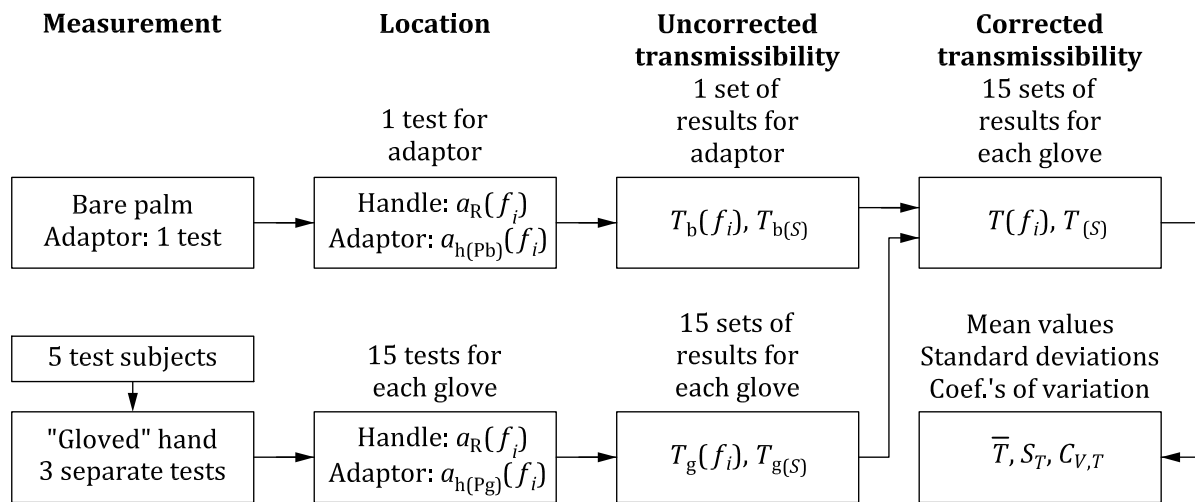 Measurement
Location
Uncorrected
transmissibility
Corrected
transmissibility
1 test for
adaptor
1 set of
results for
adaptor
15 sets of
results for
each glove
Bare palm
Adaptor: 1 test
Handle: a_R(f_i)
Adaptor: a_h(Pb)(f_i)
T_b(f_i), T_b(S)
T(f_i), T_(S)
5 test subjects
15 tests for
each glove
15 sets of
results for
each glove
Mean values
Standard deviations
Coef.'s of variation
"Gloved" hand
3 separate tests
Handle: a_R(f_i)
Adaptor: a_h(Pg)(f_i)
T_g(f_i), T_g(S)
T̅, S_T, C_V,T